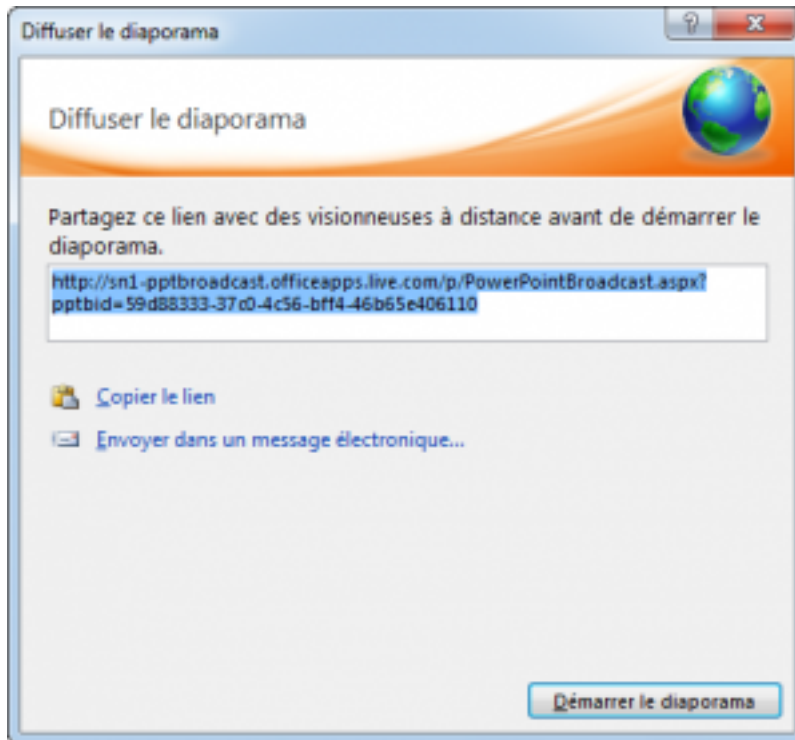 Diffuser le diaporama
Diffuser le diaporama
Partagez ce lien avec des visionneuses à distance avant de démarrer le
diaporama.
http://sn1-pptbroadcast.officeapps.live.com/p/PowerPointBroadcast.aspx?
pptbid=59d88333-37c0-4c56-bff4-46b65e406110
Copier le lien
Envoyer dans un message électronique...
Démarrer le diaporama